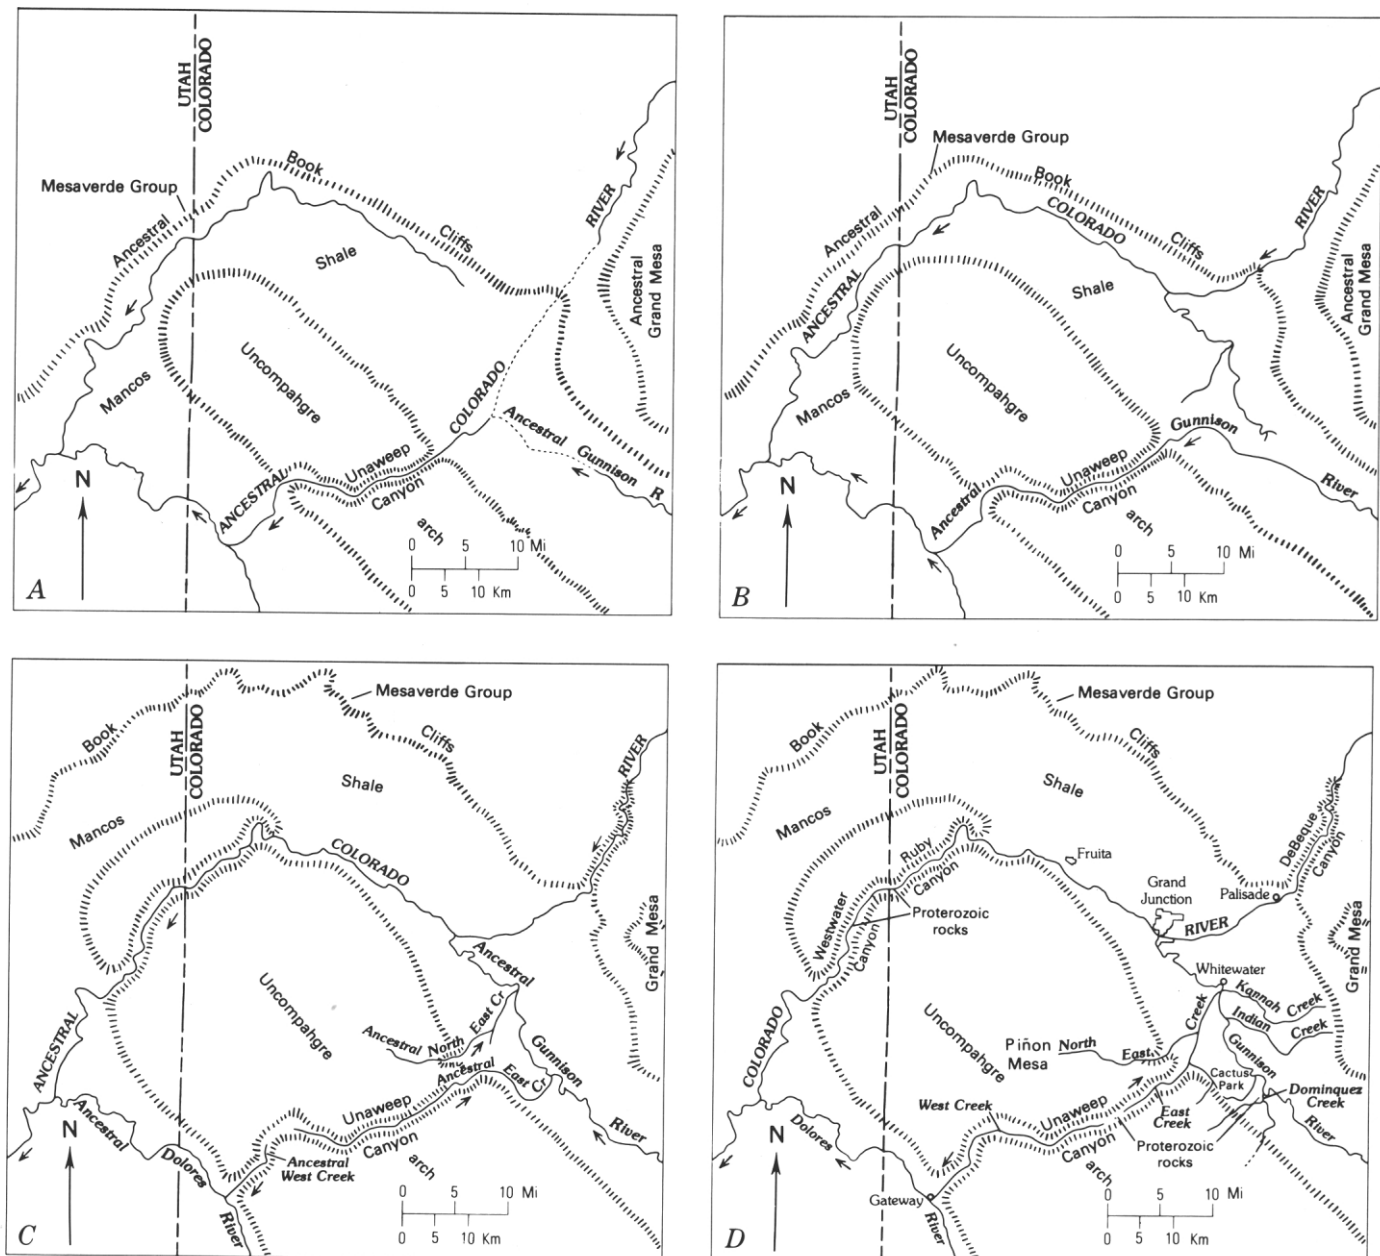 UTAH
COLORADO
Mesaverde Group
Ancestral
Book
Cliffs
Shale
RIVER
Ancestral
Grand Mesa
Mancos
Uncompahgre
COLORADO
Ancestral
Gunnison
R
Unaweep
Canyon
ANCESTRAL
arch
N
0 5 10 Mi
0 5 10 Km
A
UTAH
COLORADO
Mesaverde Group
Ancestral
Book
COLORADO
Cliffs
RIVER
ANCESTRAL
Shale
Ancestral
Grand Mesa
Mancos
Uncompahgre
Gunnison
River
Unaweep
Canyon
Ancestral
arch
N
0 5 10 Mi
0 5 10 Km
B
Mesaverde Group
Book
UTAH
COLORADO
Cliffs
RIVER
Shale
Mancos
COLORADO
Grand Mesa
Ancestral
Uncompahgre
East Cr.
Ancestral North
Ancestral
East Cr.
Gunnison
River
ANCESTRAL
Unaweep
Canyon
Ancestral
West Creek
arch
Ancestral
Dolores
River
N
0 5 10 Mi
0 5 10 Km
C
Mesaverde Group
Book
UTAH
COLORADO
Cliffs
Shale
Mancos
DeBeque
Canyon
Ruby
Canyon
Fruita
Grand
Junction
Palisade
RIVER
Westwater
Canyon
Proterozoic
rocks
Grand Mesa
Whitewater
Kannah Creek
Indian Creek
Creek
COLORADO
Uncompahgre
Piñon
Mesa
North
East
Gunnison
Cactus
Park
Dominquez
Creek
West Creek
Unaweep
Canyon
East
Creek
River
Proterozoic
rocks
arch
Dolores
Gateway
River
N
0 5 10 Mi
0 5 10 Km
D